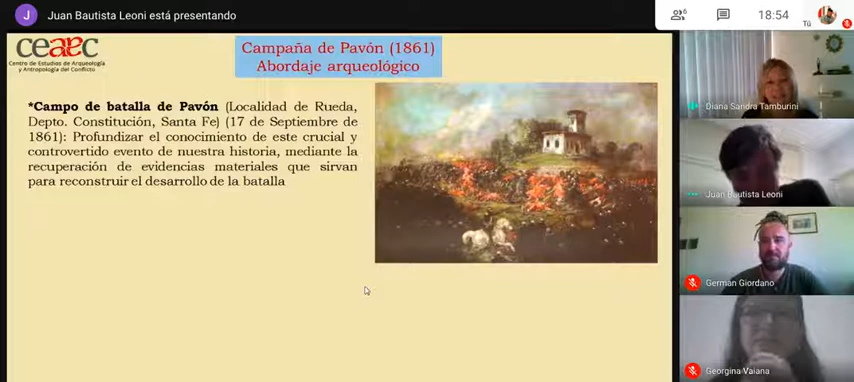 J Juan Bautista Leoni está presentando
6
18:54
Tú
ceaec
Centro de Estudios de Arqueología
y Antropología del Conflicto
Campaña de Pavón (1861)
Abordaje arqueológico
*Campo de batalla de Pavón (Localidad de Rueda,
Depto. Constitución, Santa Fe) (17 de Septiembre de
1861): Profundizar el conocimiento de este crucial y
controvertido evento de nuestra historia, mediante la
recuperación de evidencias materiales que sirvan
para reconstruir el desarrollo de la batalla
Diana Sandra Tamburini
Juan Bautista Leoni
German Giordano
Georgina Vaiana